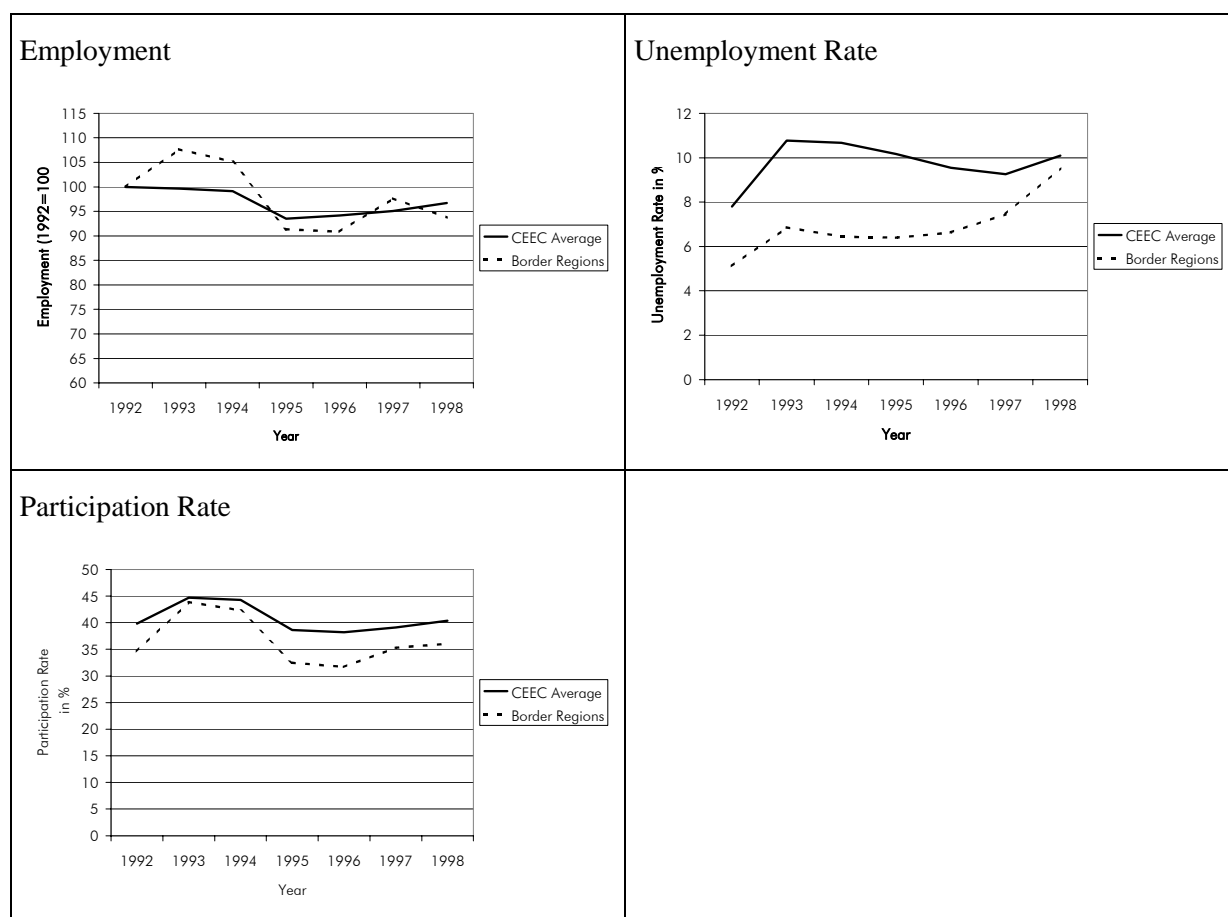 Employment
115
110
105
100
95
90
85
80
75
70
65
60
Employment (1992=100
1992 1993 1994 1995 1996 1997 1998
Year
CEEC Average
Border Regions
Unemployment Rate
12
10
8
6
4
2
0
Unemployment Rate in %
1992 1993 1994 1995 1996 1997 1998
Year
CEEC Average
Border Regions
Participation Rate
50
45
40
35
30
25
20
15
10
5
0
Participation Rate
in %
1992 1993 1994 1995 1996 1997 1998
Year
CEEC Average
Border Regions